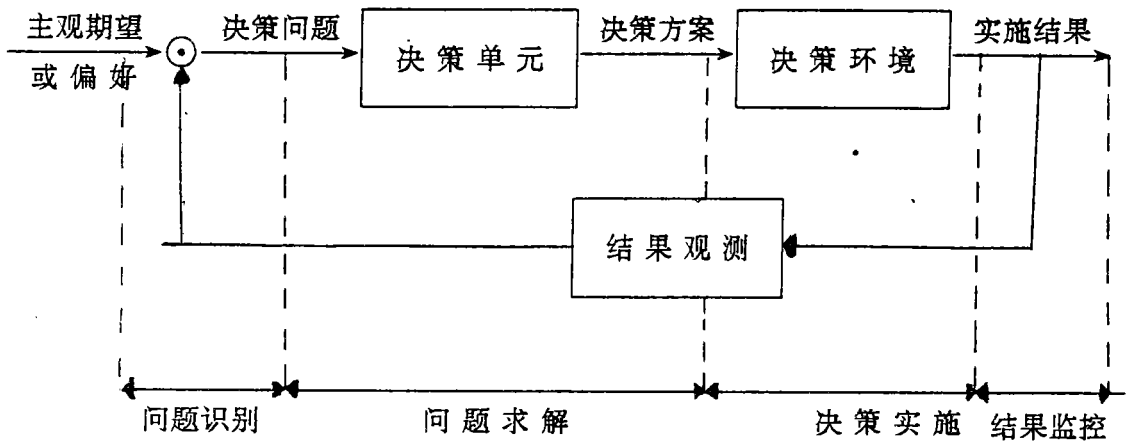 主观期望
或偏好
决策问题
决策单元
决策方案
决策环境
实施结果
结果观测
问题识别
问题求解
决策实施
结果监控